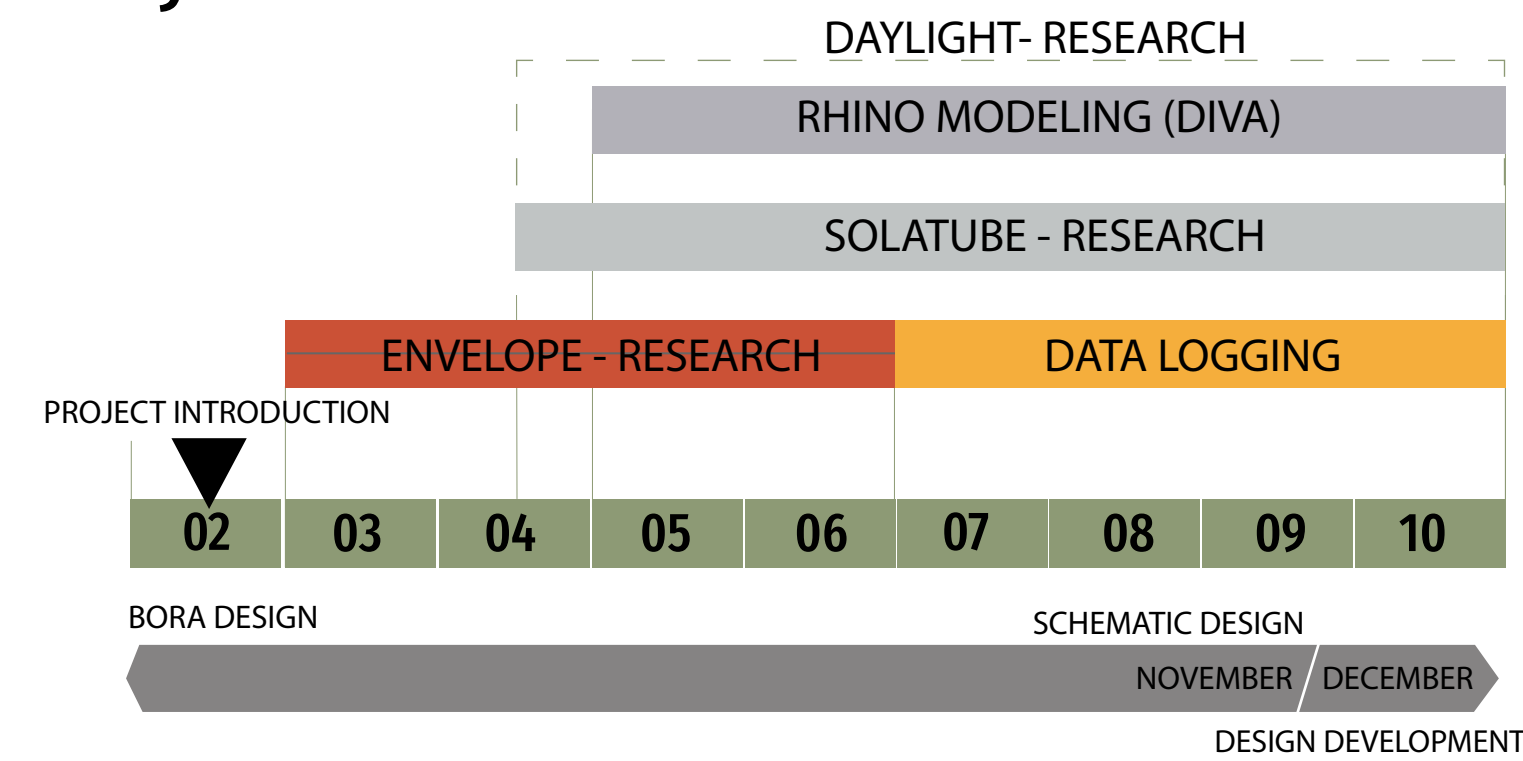 DAYLIGHT- RESEARCH
RHINO MODELING (DIVA)
SOLATUBE - RESEARCH
ENVELOPE - RESEARCH
DATA LOGGING
PROJECT INTRODUCTION
02
03
04
05
06
07
08
09
10
BORA DESIGN
SCHEMATIC DESIGN
NOVEMBER
DECEMBER
DESIGN DEVELOPMENT